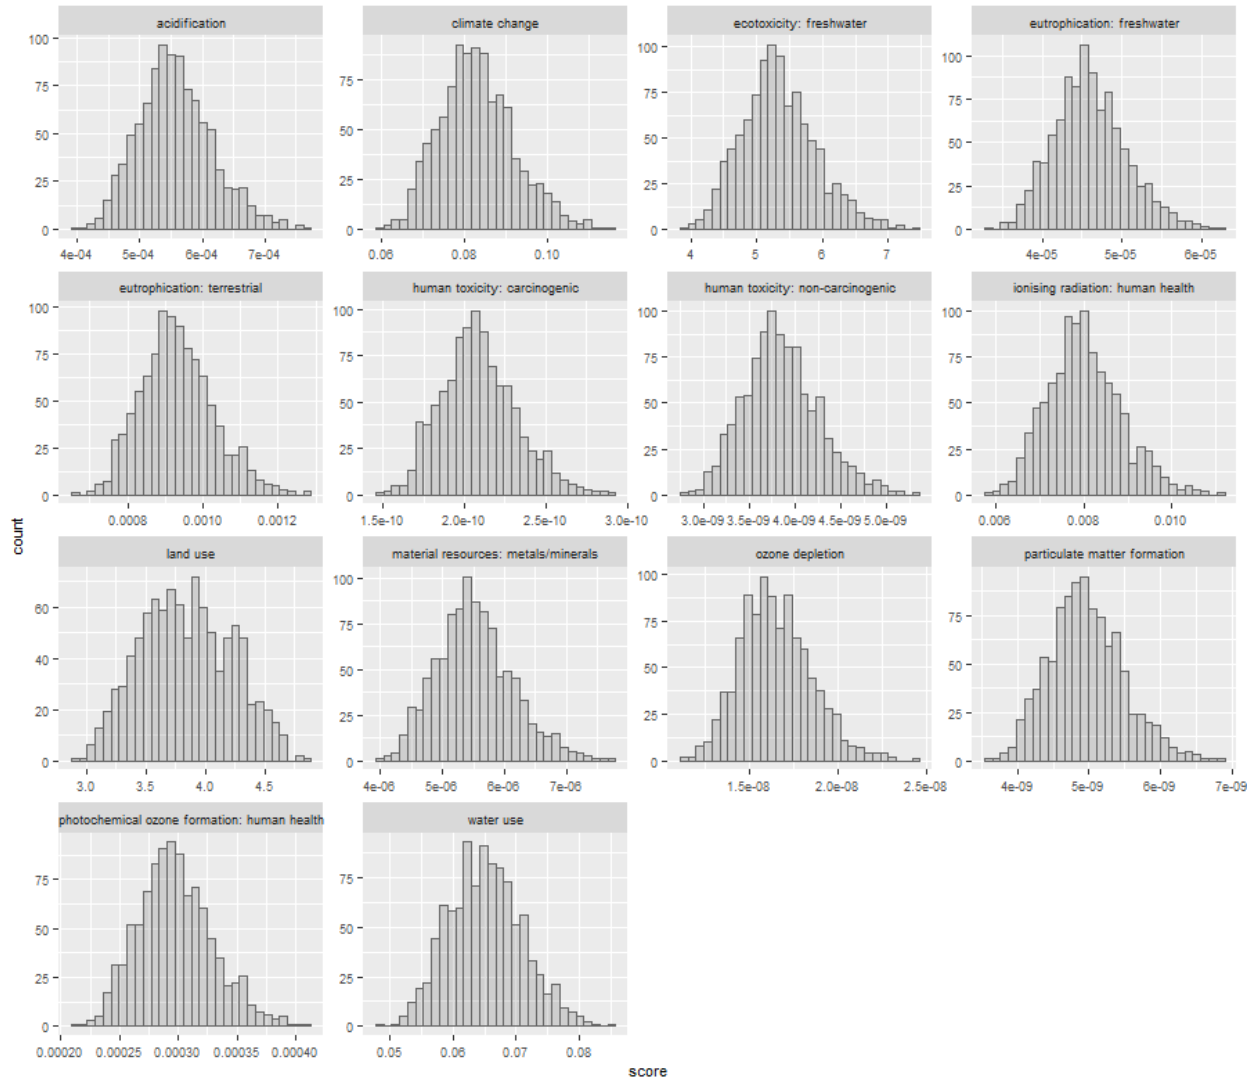 acidification
climate change
ecotoxicity: freshwater
eutrophication: freshwater
100
75
50
25
0
75
50
25
0
100
75
50
25
0
100
75
50
25
0
4e-04 5e-04 6e-04 7e-04
0.06 0.08 0.10
4 5 6 7
4e-05 5e-05 6e-05
eutrophication: terrestrial
human toxicity: carcinogenic
human toxicity: non-carcinogenic
ionising radiation: human health
100
75
50
25
0
100
75
50
25
0
100
75
50
25
0
100
75
50
25
0
0.0008 0.0010 0.0012
1.5e-10 2.0e-10 2.5e-10 3.0e-10
3.0e-09 3.5e-09 4.0e-09 4.5e-09 5.0e-09
0.006 0.008 0.010
count
land use
material resources: metals/minerals
ozone depletion
particulate matter formation
60
40
20
0
100
75
50
25
0
100
75
50
25
0
75
50
25
0
3.0 3.5 4.0 4.5
4e-06 5e-06 6e-06 7e-06
1.5e-08 2.0e-08 2.5e-08
4e-09 5e-09 6e-09 7e-09
photochemical ozone formation: human health
water use
75
50
25
0
75
50
25
0
0.00020 0.00025 0.00030 0.00035 0.00040
0.05 0.06 0.07 0.08
score